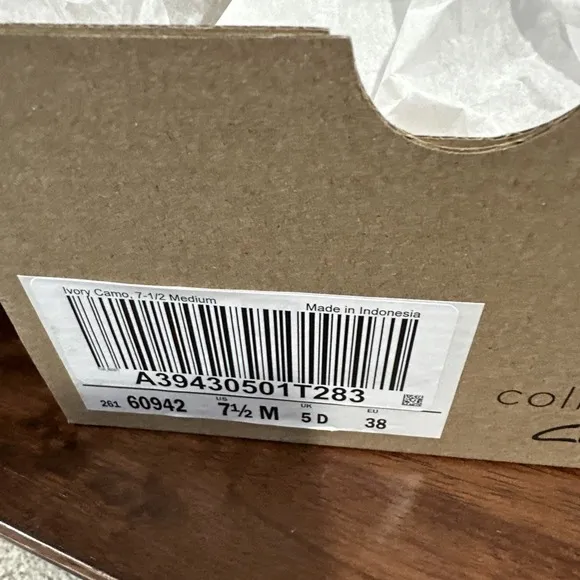 Ivory Camo, 7-1/2 Medium
Made in Indonesia
A39430501T283
261 60942 US 7½ M UK 5 D EU 38